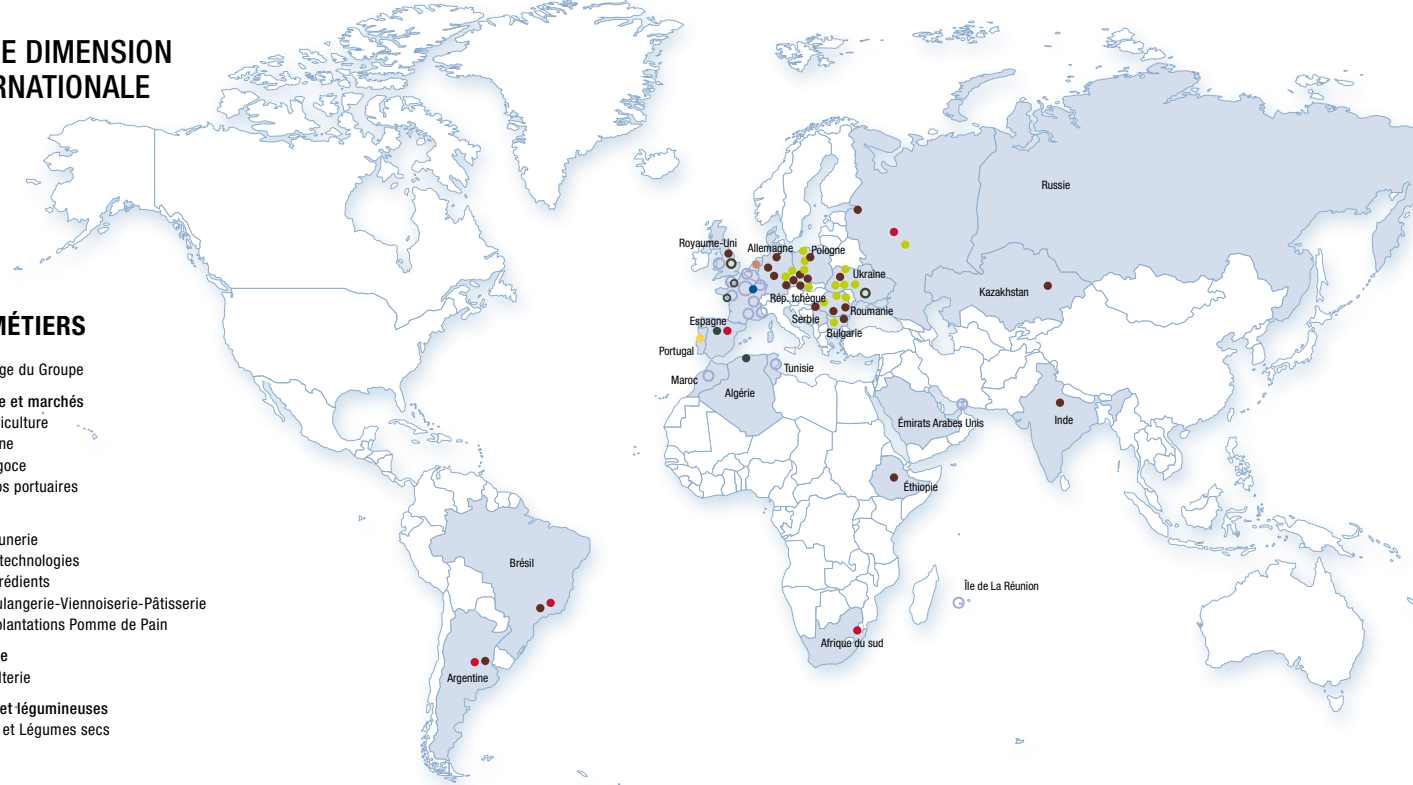 E DIMENSION
RNATIONALE
MÉTIERS
ge du Groupe
e et marchés
iculture
ne
goce
os portuaires
unerie
technologies
rédients
ulangerie-Viennoiserie-Pâtisserie
plantations Pomme de Pain
e
lterie
et légumineuses
et Légumes secs
Russie
Royaume-Uni
Allemagne
Pologne
Ukraine
Kazakhstan
Rép. tchèque
Roumanie
Serbie
Espagne
Bulgarie
Portugal
Tunisie
Maroc
Algérie
Émirats Arabes Unis
Inde
Éthiopie
Brésil
Île de La Réunion
Afrique du sud
Argentine